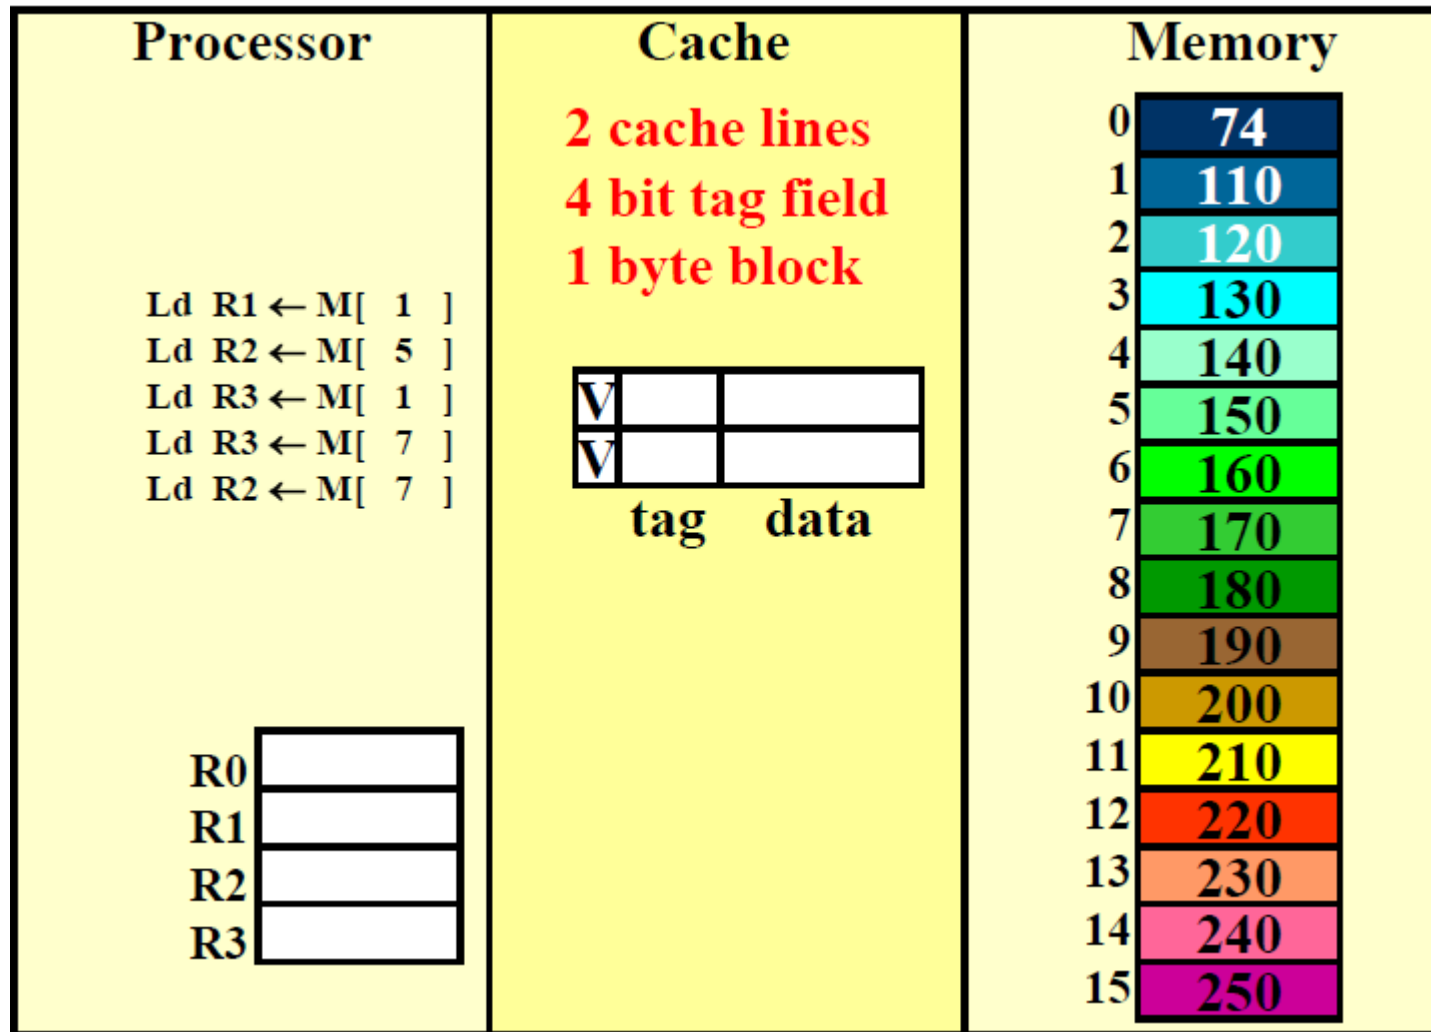 Processor
Ld R1 ← M[ 1 ]
Ld R2 ← M[ 5 ]
Ld R3 ← M[ 1 ]
Ld R3 ← M[ 7 ]
Ld R2 ← M[ 7 ]
R0
R1
R2
R3
Cache
2 cache lines
4 bit tag field
1 byte block
V
V
tag data
Memory
0 74
1 110
2 120
3 130
4 140
5 150
6 160
7 170
8 180
9 190
10 200
11 210
12 220
13 230
14 240
15 250